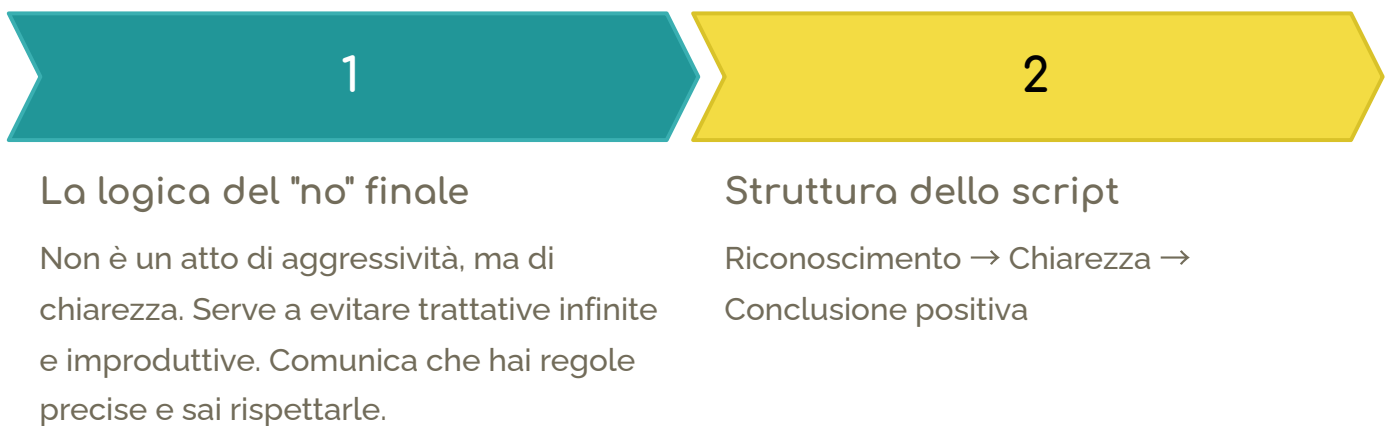 1
2
La logica del "no" finale
Non è un atto di aggressività, ma di
chiarezza. Serve a evitare trattative infinite
e improduttive. Comunica che hai regole
precise e sai rispettarle.
Struttura dello script
Riconoscimento → Chiarezza →
Conclusione positiva